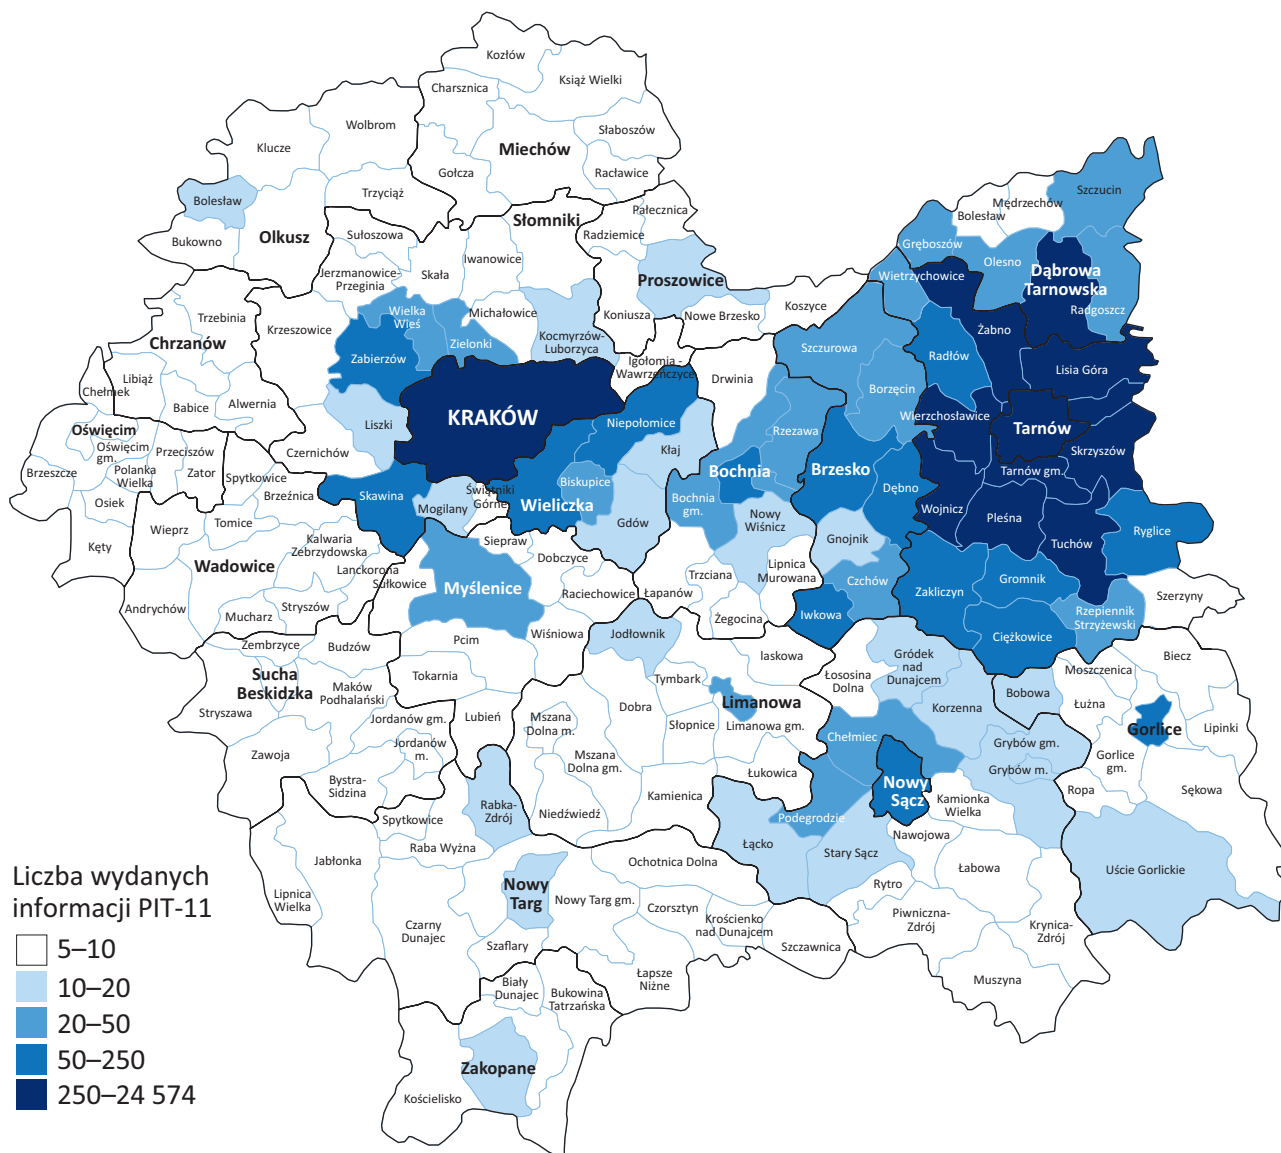 Kozłów
Książ Wielki
Charsznica
Wolbrom
Słaboszów
Klucze
Miechów
Gołcza
Racławice
Trzyciąż
Bolesław
Szczucin
Mędrzechów
Bolesław
Pałecznica
Słomniki
Radziemice
Sułoszowa
Bukowno
Olkusz
Gręboszów
Iwanowice
Olesno
Skała
Jerzmanowice-
Przeginia
Proszowice
Dąbrowa
Tarnowska
Wietrzychowice
Radgoszcz
Trzebinia
Krzeszowice
Wielka
Wieś
Michałowice
Koniusza
Nowe Brzesko
Koszyce
Żabno
Chrzanów
Zielonki
Kocmyrzów-
Luborzyca
Szczurowa
Radłów
Zabierzów
Igołomia -
Wawrzeńczyce
Lisia Góra
Libiąż
Drwinia
Chełmek
Babice
Alwernia
Borzęcin
KRAKÓW
Wierzchosławice
Liszki
Niepołomice
Rzezawa
Tarnów
Oświęcim
Oświęcim
gm.
Przeciszów
Czernichów
Kłaj
Skrzyszów
Brzeszcze
Polanka
Wielka
Zator
Spytkowice
Bochnia
Brzesko
Tarnów gm.
Osiek
Brzeźnica
Skawina
Świątniki
Górne
Biskupice
Bochnia
gm.
Dębno
Mogilany
Wieliczka
Wojnicz
Pleśna
Wieprz
Tomice
Gdów
Nowy
Wiśnicz
Ryglice
Kęty
Kalwaria
Zebrzydowska
Siepraw
Gnojnik
Tuchów
Wadowice
Lanckorona
Dobczyce
Lipnica
Murowana
Sułkowice
Trzciana
Czchów
Gromnik
Myślenice
Raciechowice
Łapanów
Zakliczyn
Szerzyny
Andrychów
Stryszów
Mucharz
Żegocina
Iwkowa
Rzepiennik
Strzyżewski
Wiśniowa
Jodłownik
Ciężkowice
Zembrzyce
Budzów
Pcim
Gródek
nad
Dunajcem
Biecz
Sucha
Beskidzka
Tokarnia
Tymbark
laskowa
Łososina
Dolna
Moszczenica
Maków
Podhalański
Bobowa
Stryszawa
Limanowa
Korzenna
Łużna
Jordanów gm.
Lubień
Mszana
Dolna m.
Dobra
Słopnice
Limanowa gm.
Gorlice
Lipinki
Chełmiec
Zawoja
Jordanów
m.
Grybów gm.
Mszana
Dolna gm.
Gorlice
gm.
Grybów m.
Łukowica
Bystra-
Sidzina
Nowy
Sącz
Ropa
Sękowa
Kamienica
Kamionka
Wielka
Rabka-
Zdrój
Niedźwiedź
Podegrodzie
Spytkowice
Nawojowa
Raba Wyżna
Łącko
Stary Sącz
Jabłonka
Ochotnica Dolna
Łabowa
Uście Gorlickie
Liczba wydanych
informacji PIT-11
Nowy
Targ
Rytro
Lipnica
Wielka
Nowy Targ gm.
Czorsztyn
Czarny
Dunajec
Krościenko
nad Dunajcem
Piwniczna-
Zdrój
Krynica-
Zdrój
Szaflary
Szczawnica
5–10
Łapsze
Niżne
Biały
Dunajec
Muszyna
10–20
Bukowina
Tatrzańska
20–50
50–250
Zakopane
250–24 574
Kościelisko